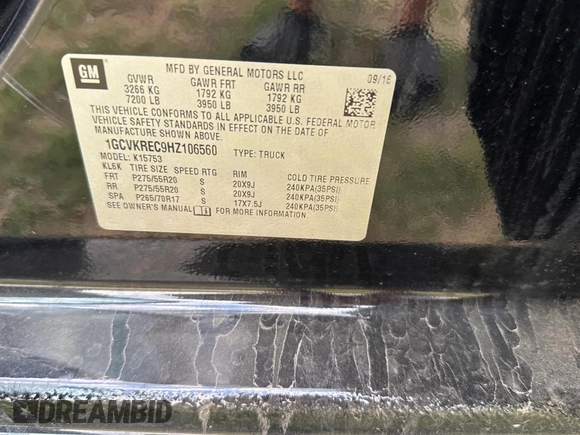 GM
MFD BY GENERAL MOTORS LLC
09/16
GVWR GAWR FRT GAWR RR
3266 KG 1792 KG 1792 KG
7200 LB 3950 LB 3950 LB
THIS VEHICLE CONFORMS TO ALL APPLICABLE U.S. FEDERAL MOTOR
VEHICLE SAFETY STANDARDS IN EFFECT ON THE DATE OF
MANUFACTURE SHOWN ABOVE.
1GCVKREC9HZ106560 TYPE: TRUCK
MODEL: K15753
KL6K TIRE SIZE SPEED RTG RIM COLD TIRE PRESSURE
FRT P275/55R20 S 20X9J 240KPA(35PSI)
RR P275/55R20 S 20X9J 240KPA(35PSI)
SPA P265/70R17 S 17X7.5J 240KPA(35PSI)
SEE OWNER'S MANUAL FOR MORE INFORMATION.
DREAMBID